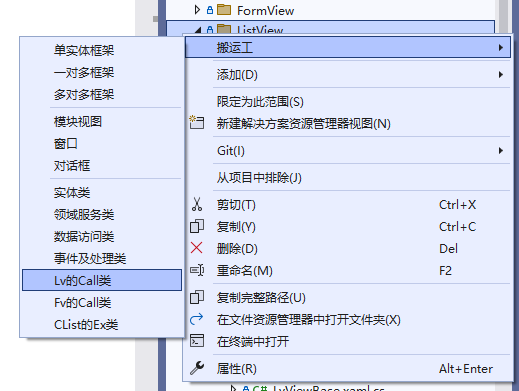 FormView
ListView
搬运工
添加(D)
限定为此范围(S)
新建解决方案资源管理器视图(N)
Git(I)
从项目中排除(J)
剪切(T) Ctrl+X
复制(Y) Ctrl+C
删除(D) Del
重命名(M) F2
复制完整路径(U)
在文件资源管理器中打开文件夹(X)
在终端中打开
属性(R) Alt+Enter
单实体框架
一对多框架
多对多框架
模块视图
窗口
对话框
实体类
领域服务类
数据访问类
事件及处理类
Lv的Call类
Fv的Call类
CList的Ex类
C# LvViewBase.xaml.cs